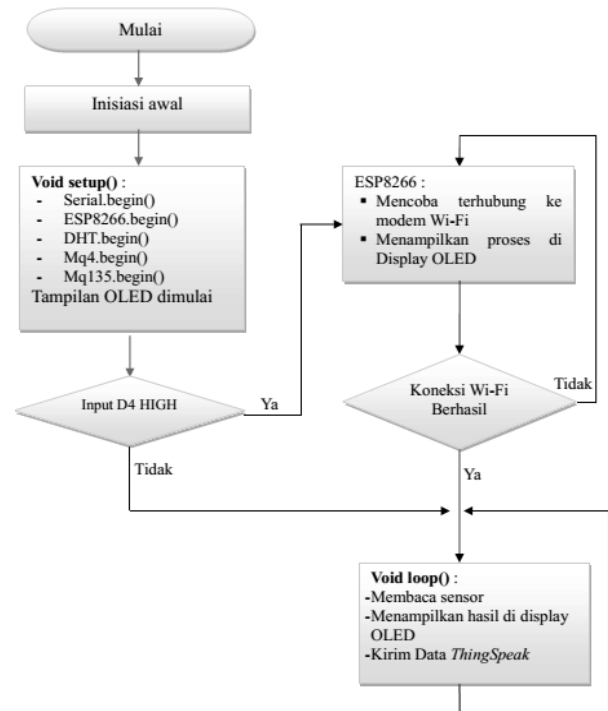 Mulai
Inisiasi awal
Void setup() :
- Serial.begin()
- ESP8266.begin()
- DHT.begin()
- Mq4.begin()
- Mq135.begin()
Tampilan OLED dimulai
Input D4 HIGH
Ya
Tidak
ESP8266 :
▪ Mencoba terhubung ke
modem Wi-Fi
▪ Menampilkan proses di
Display OLED
Koneksi Wi-Fi
Berhasil
Tidak
Ya
Void loop() :
-Membaca sensor
-Menampilkan hasil di display
OLED
-Kirim Data ThingSpeak